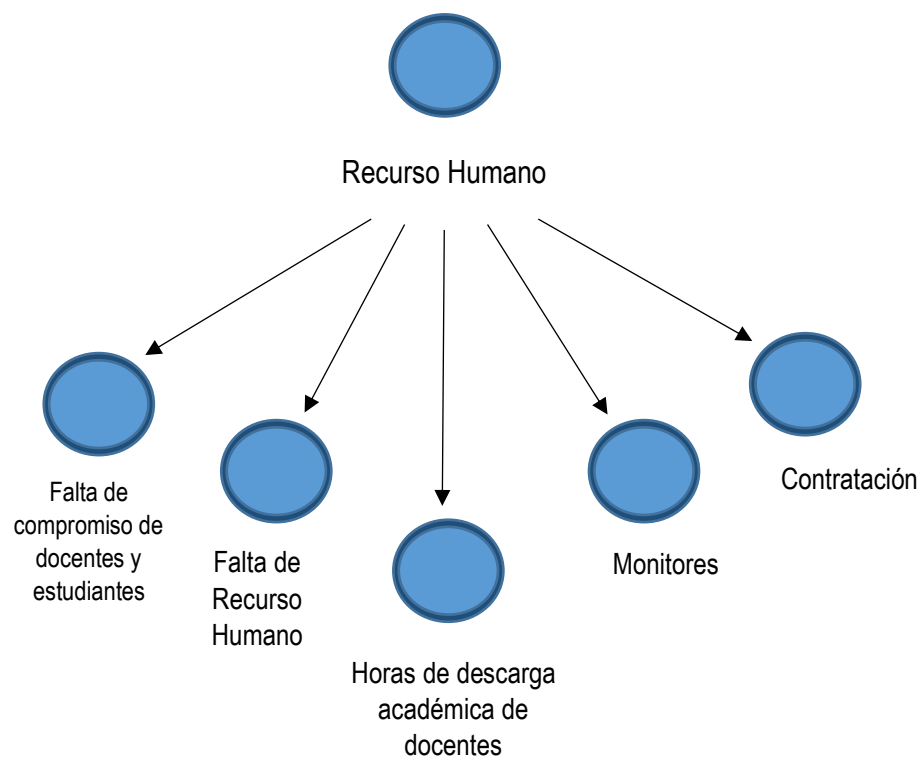 Recurso Humano
Falta de
compromiso de
docentes y
estudiantes
Falta de
Recurso
Humano
Horas de descarga
académica de
docentes
Monitores
Contratación